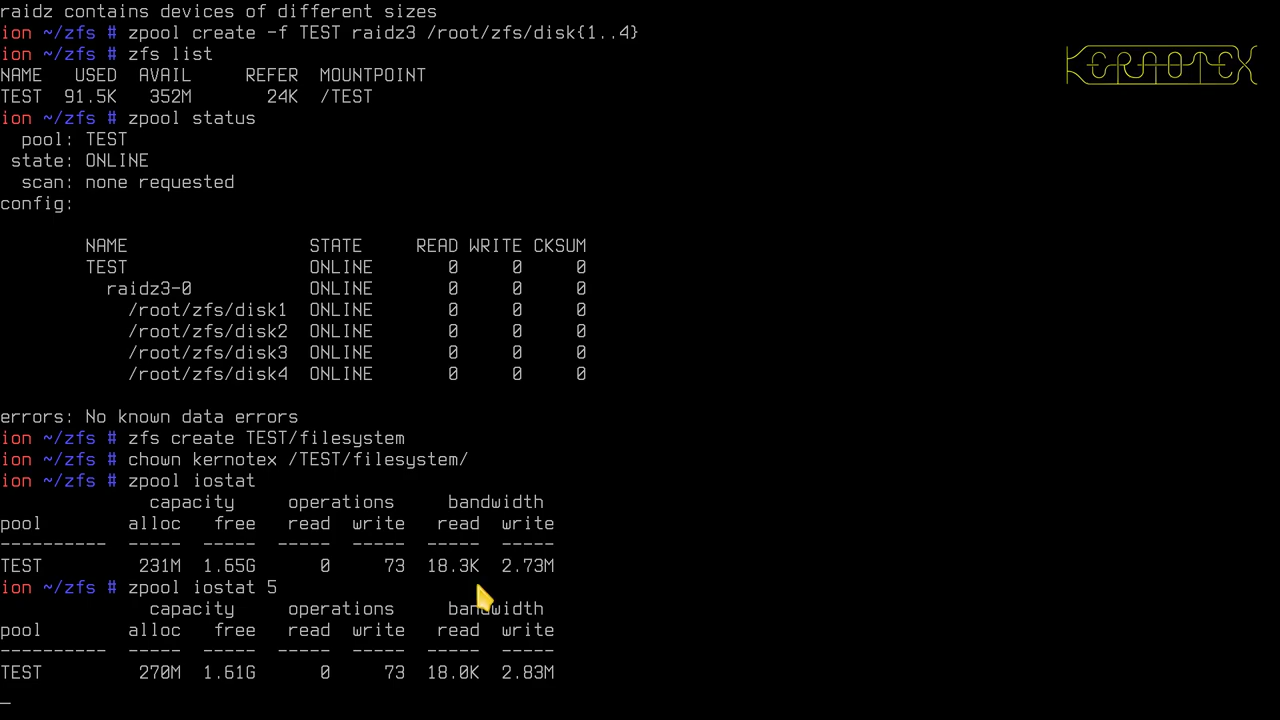 raidz contains devices of different sizes
ion ~/zfs # zpool create -f TEST raidz3 /root/zfs/disk{1..4}
KERNOTEX
ion ~/zfs # zfs list
NAME   USED  AVAIL     REFER  MOUNTPOINT
TEST  91.5K   352M       24K  /TEST
ion ~/zfs # zpool status
  pool: TEST
 state: ONLINE
  scan: none requested
config:
        NAME                 STATE     READ WRITE CKSUM
        TEST                 ONLINE       0     0     0
          raidz3-0           ONLINE       0     0     0
            /root/zfs/disk1  ONLINE       0     0     0
            /root/zfs/disk2  ONLINE       0     0     0
            /root/zfs/disk3  ONLINE       0     0     0
            /root/zfs/disk4  ONLINE       0     0     0
errors: No known data errors
ion ~/zfs # zfs create TEST/filesystem
ion ~/zfs # chown kernotex /TEST/filesystem/
ion ~/zfs # zpool iostat
              capacity     operations     bandwidth
pool        alloc   free   read  write   read  write
----------  -----  -----  -----  -----  -----  -----
TEST         231M  1.65G      0     73  18.3K  2.73M
ion ~/zfs # zpool iostat 5
              capacity     operations     bandwidth
pool        alloc   free   read  write   read  write
----------  -----  -----  -----  -----  -----  -----
TEST         270M  1.61G      0     73  18.0K  2.83M